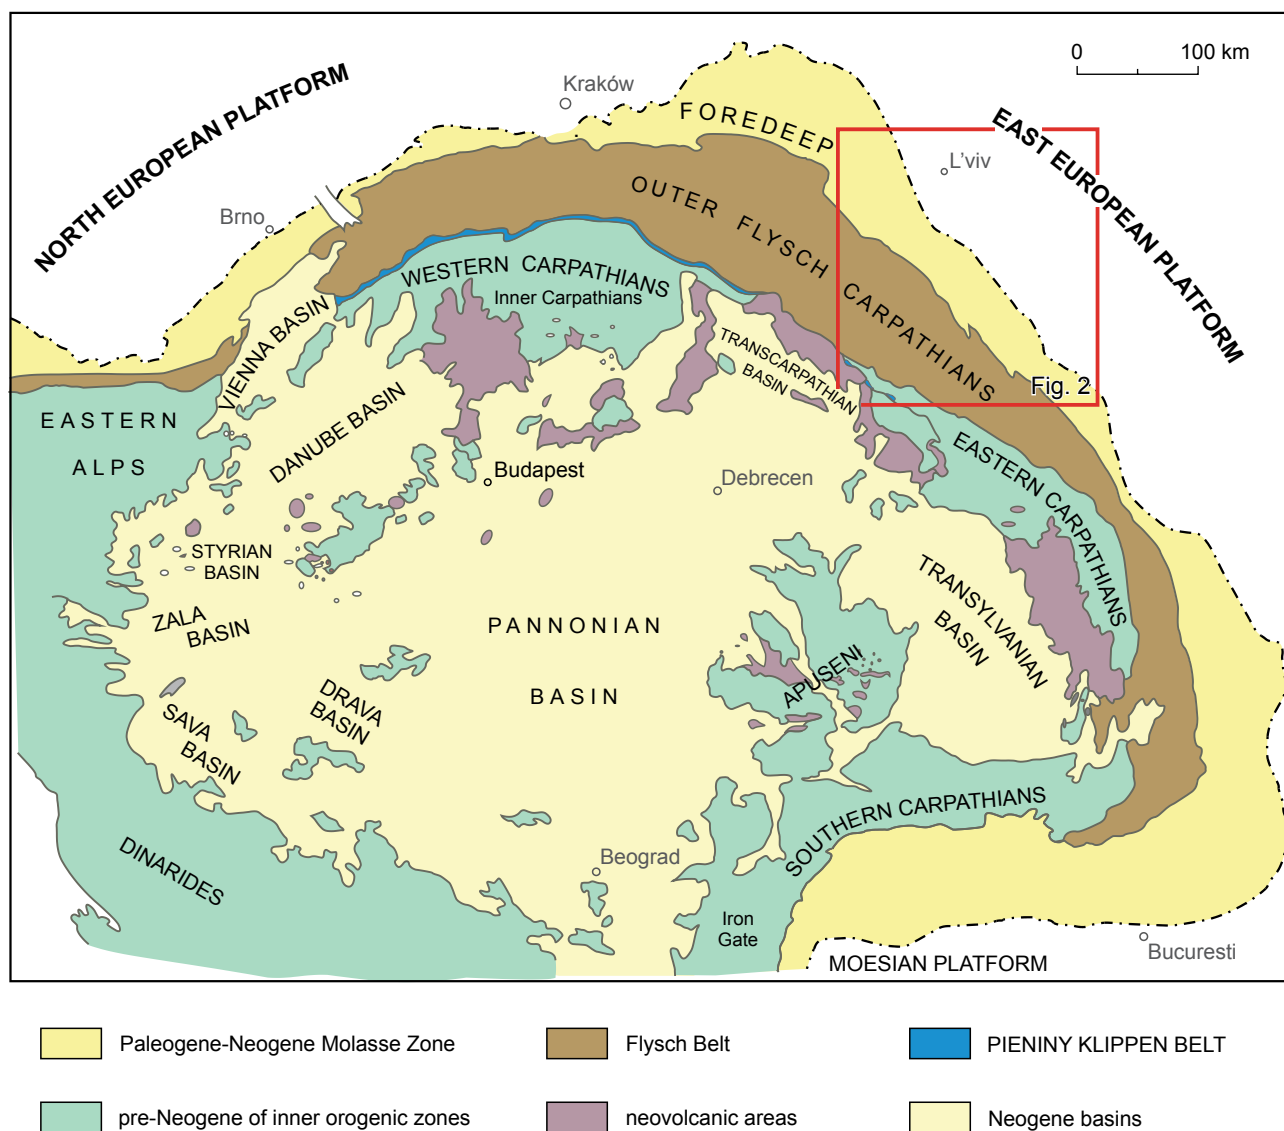 0 100 km
NORTH EUROPEAN PLATFORM
Kraków
FOREDEEP
EAST EUROPEAN PLATFORM
L'viv
Brno
OUTER FLYSCH CARPATHIANS
WESTERN CARPATHIANS
Inner Carpathians
VIENNA BASIN
TRANSCARPATHIAN
BASIN
Fig. 2
EASTERN
ALPS
DANUBE BASIN
Budapest
Debrecen
EASTERN CARPATHIANS
STYRIAN
BASIN
ZALA
BASIN
PANNONIAN
BASIN
TRANSYLVANIAN
BASIN
APUSENI
DRAVA
BASIN
SAVA
BASIN
SOUTHERN CARPATHIANS
DINARIDES
Beograd
Iron
Gate
MOESIAN PLATFORM
Bucuresti
Paleogene-Neogene Molasse Zone
Flysch Belt
PIENINY KLIPPEN BELT
pre-Neogene of inner orogenic zones
neovolcanic areas
Neogene basins